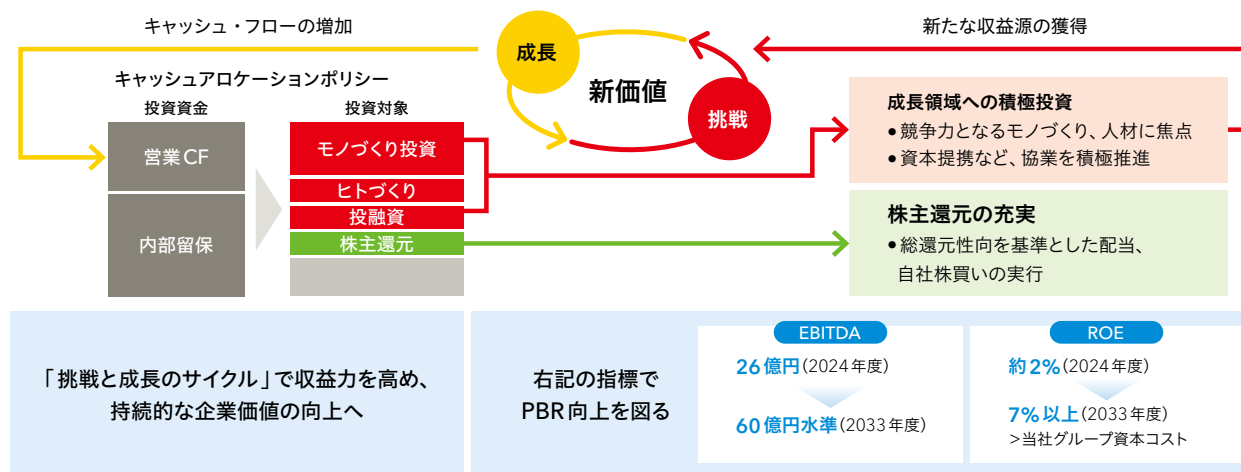 キャッシュ・フローの増加
新たな収益源の獲得
成長
新価値
挑戦
キャッシュアロケーションポリシー
投資資金
投資対象
営業CF
内部留保
モノづくり投資
ヒトづくり
投融資
株主還元
成長領域への積極投資
•競争力となるモノづくり、人材に焦点
•資本提携など、協業を積極推進
株主還元の充実
•総還元性向を基準とした配当、
自社株買いの実行
「挑戦と成長のサイクル」で収益力を高め、
持続的な企業価値の向上へ
右記の指標で
PBR向上を図る
EBITDA
26億円(2024年度)
60億円水準(2033年度)
ROE
約2%(2024年度)
7%以上(2033年度)
>当社グループ資本コスト